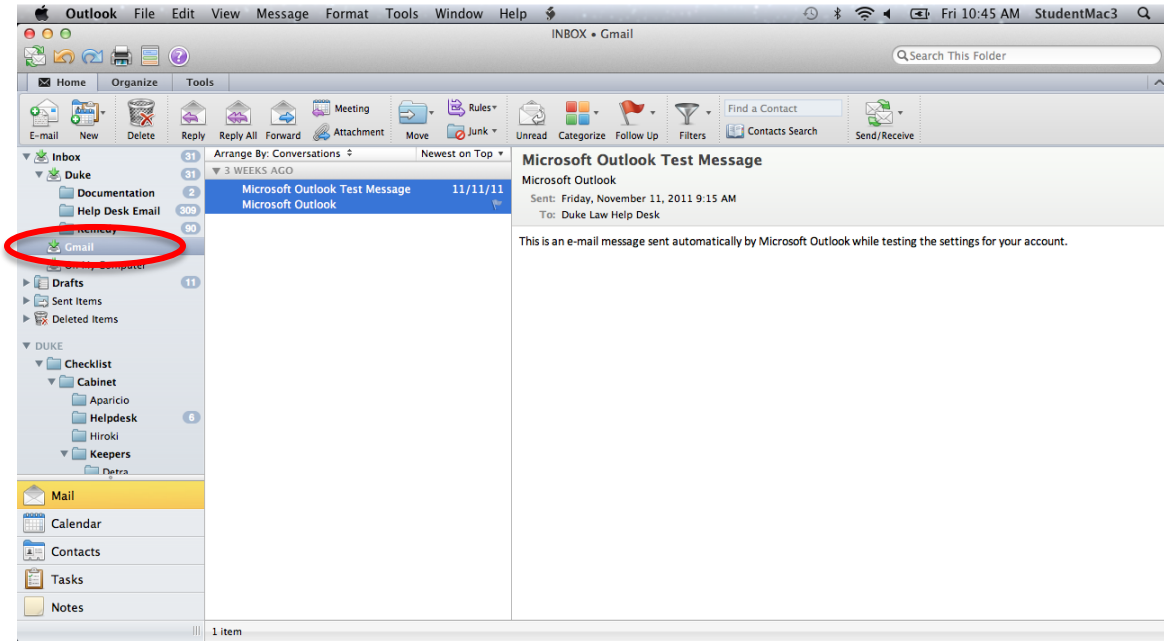 Outlook File Edit View Message Format Tools Window Help Fri 10:45 AM StudentMac3
INBOX • Gmail
Search This Folder
Home Organize Tools
Meeting Rules Find a Contact
E-mail New Delete Reply Reply All Forward Attachment Move Junk Unread Categorize Follow Up Filters Contacts Search Send/Receive
Inbox 31
Duke 31
Documentation 2
Help Desk Email 309
Remedy 90
Gmail
On My Computer
Drafts 11
Sent Items
Deleted Items
DUKE
Checklist
Cabinet
Aparicio
Helpdesk 6
Hiroki
Keepers
Detra
Mail
Calendar
Contacts
Tasks
Notes
Arrange By: Conversations Newest on Top
3 WEEKS AGO
Microsoft Outlook Test Message 11/11/11
Microsoft Outlook
1 item
Microsoft Outlook Test Message
Microsoft Outlook
Sent: Friday, November 11, 2011 9:15 AM
To: Duke Law Help Desk
This is an e-mail message sent automatically by Microsoft Outlook while testing the settings for your account.